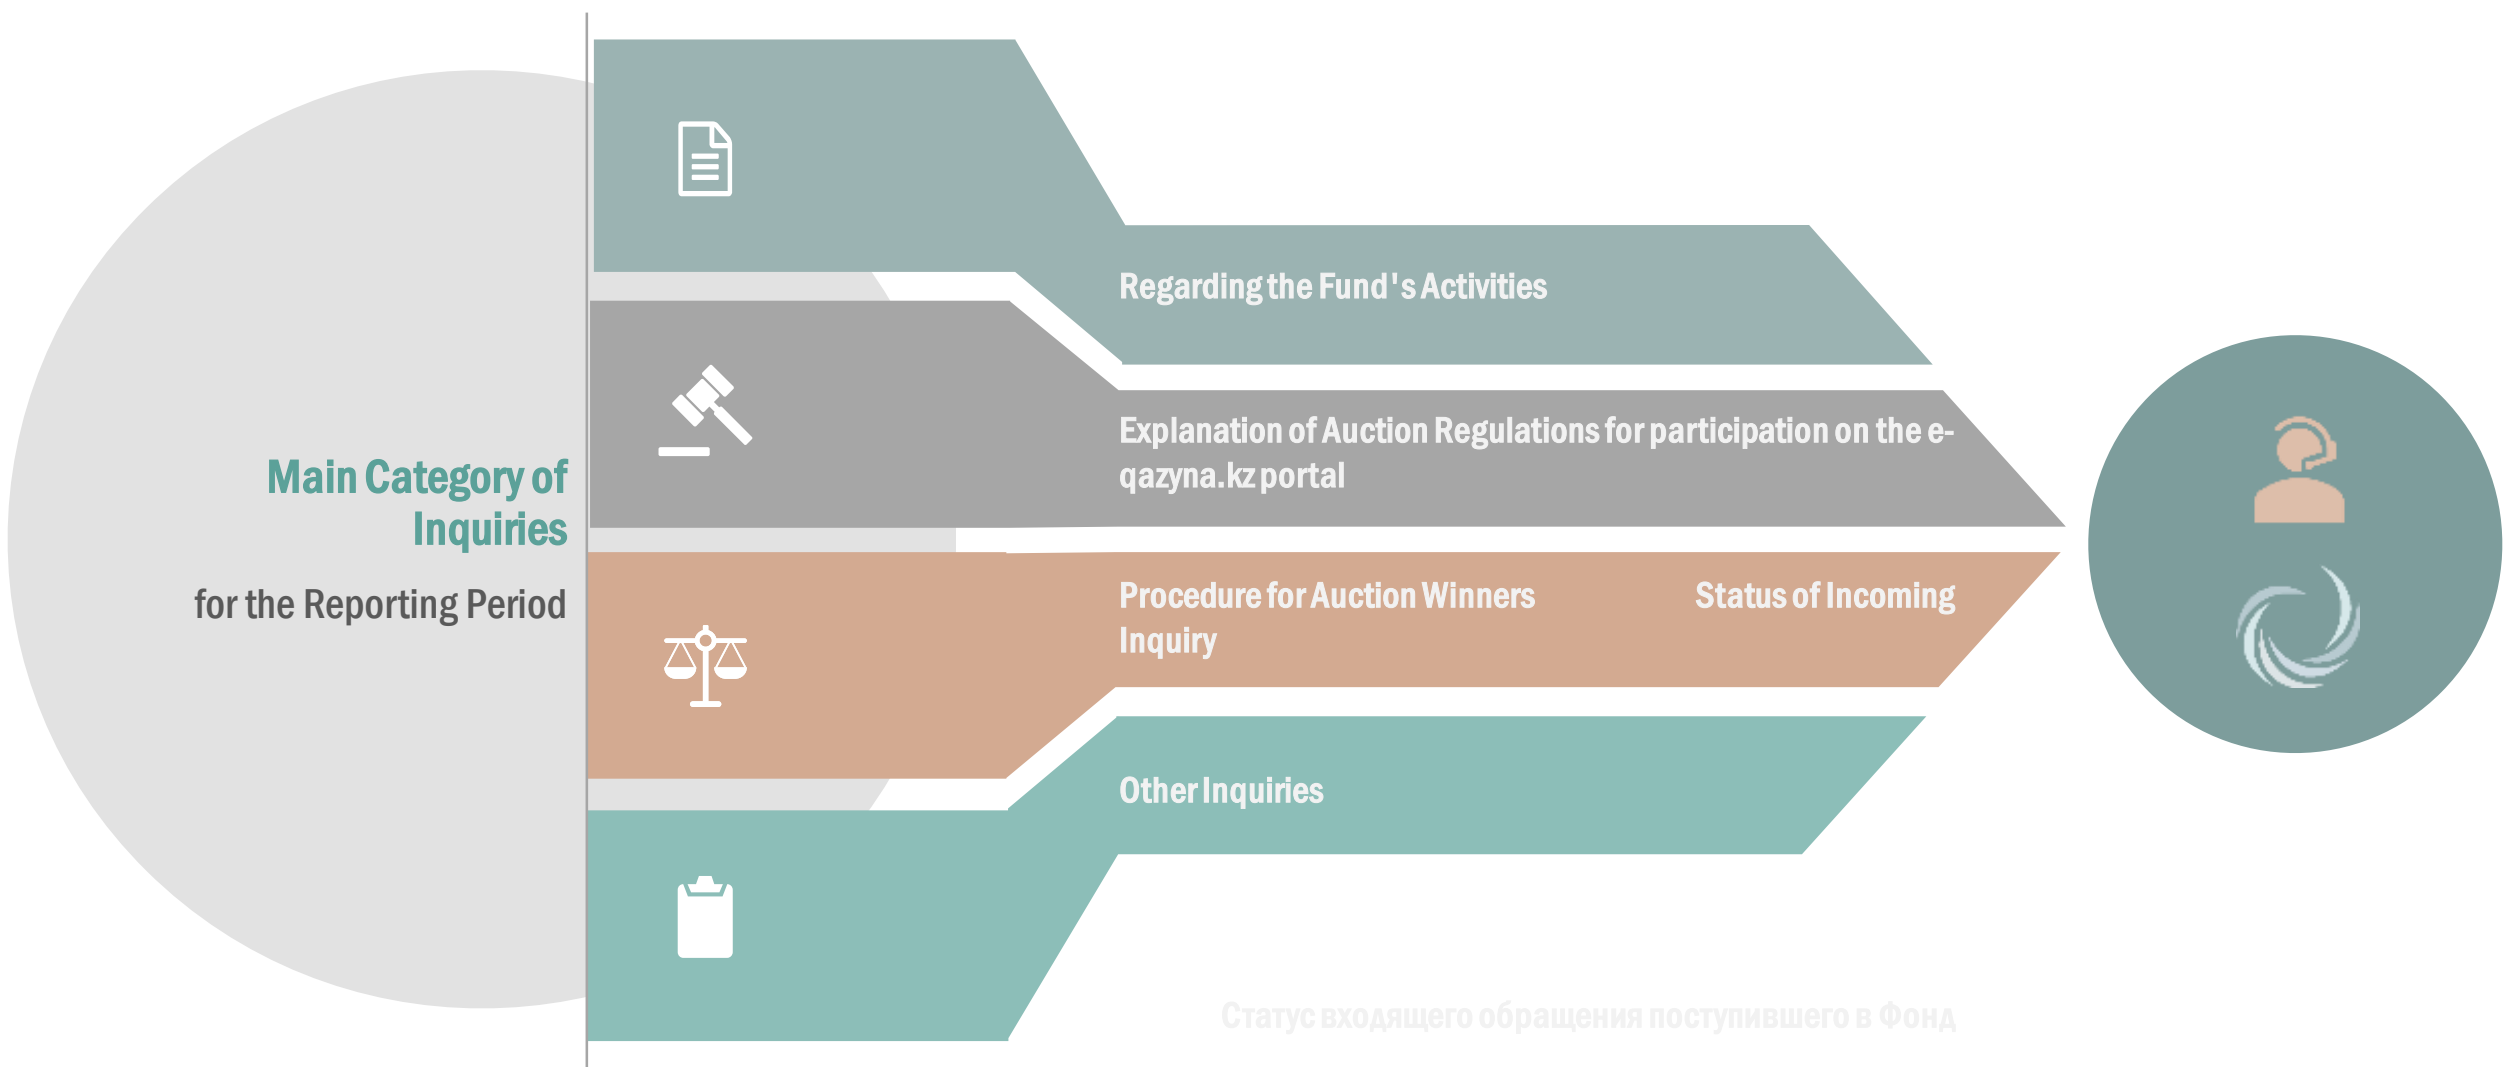 Main Category of
Inquiries
for the Reporting Period
Regarding the Fund's Activities
Explanation of Auction Regulations for participation on the e-
qazyna.kz portal
Procedure for Auction Winners Status of Incoming
Inquiry
Other Inquiries
Статус входящего обращения поступившего в Фонд